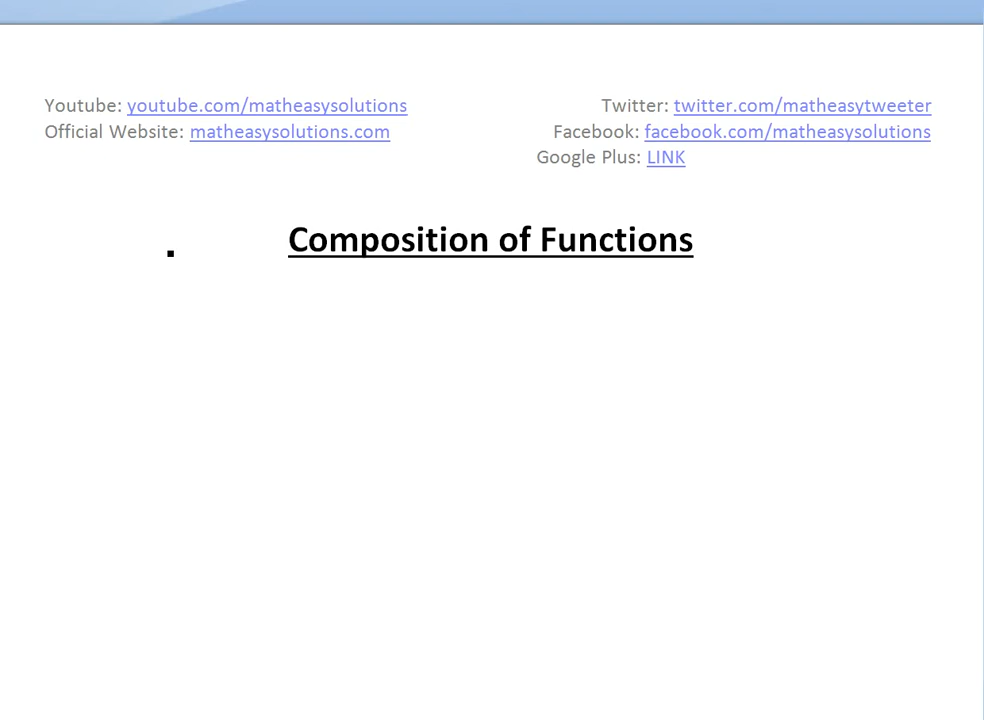 Youtube: youtube.com/matheasysolutions
Official Website: matheasysolutions.com
Twitter: twitter.com/matheasytweeter
Facebook: facebook.com/matheasysolutions
Google Plus: LINK
. Composition of Functions